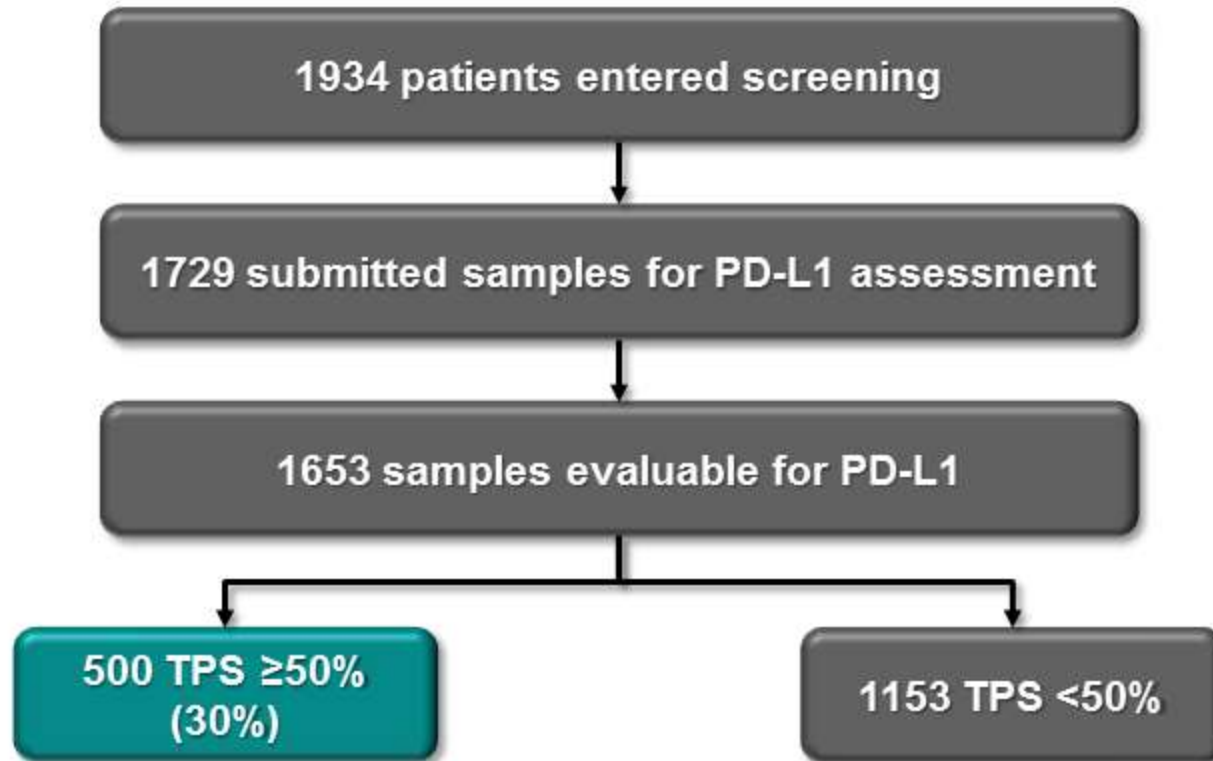 1934 patients entered screening
1729 submitted samples for PD-L1 assessment
1653 samples evaluable for PD-L1
500 TPS ≥50%
(30%)
1153 TPS <50%